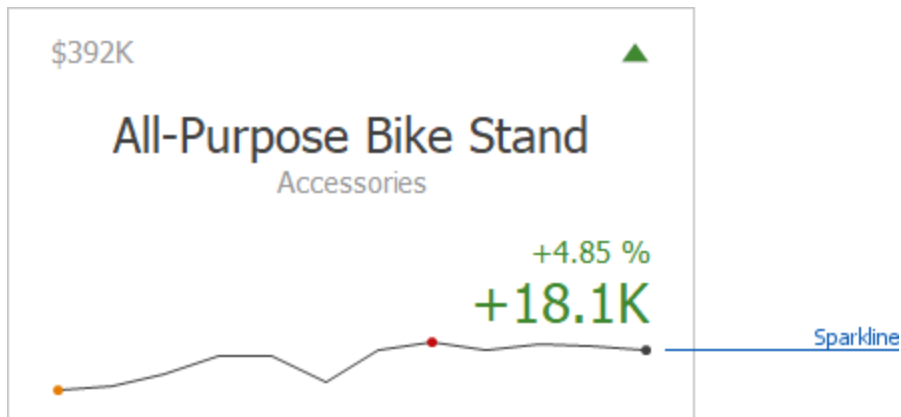 $392K
All-Purpose Bike Stand
Accessories
+4.85 %
+18.1K
Sparkline